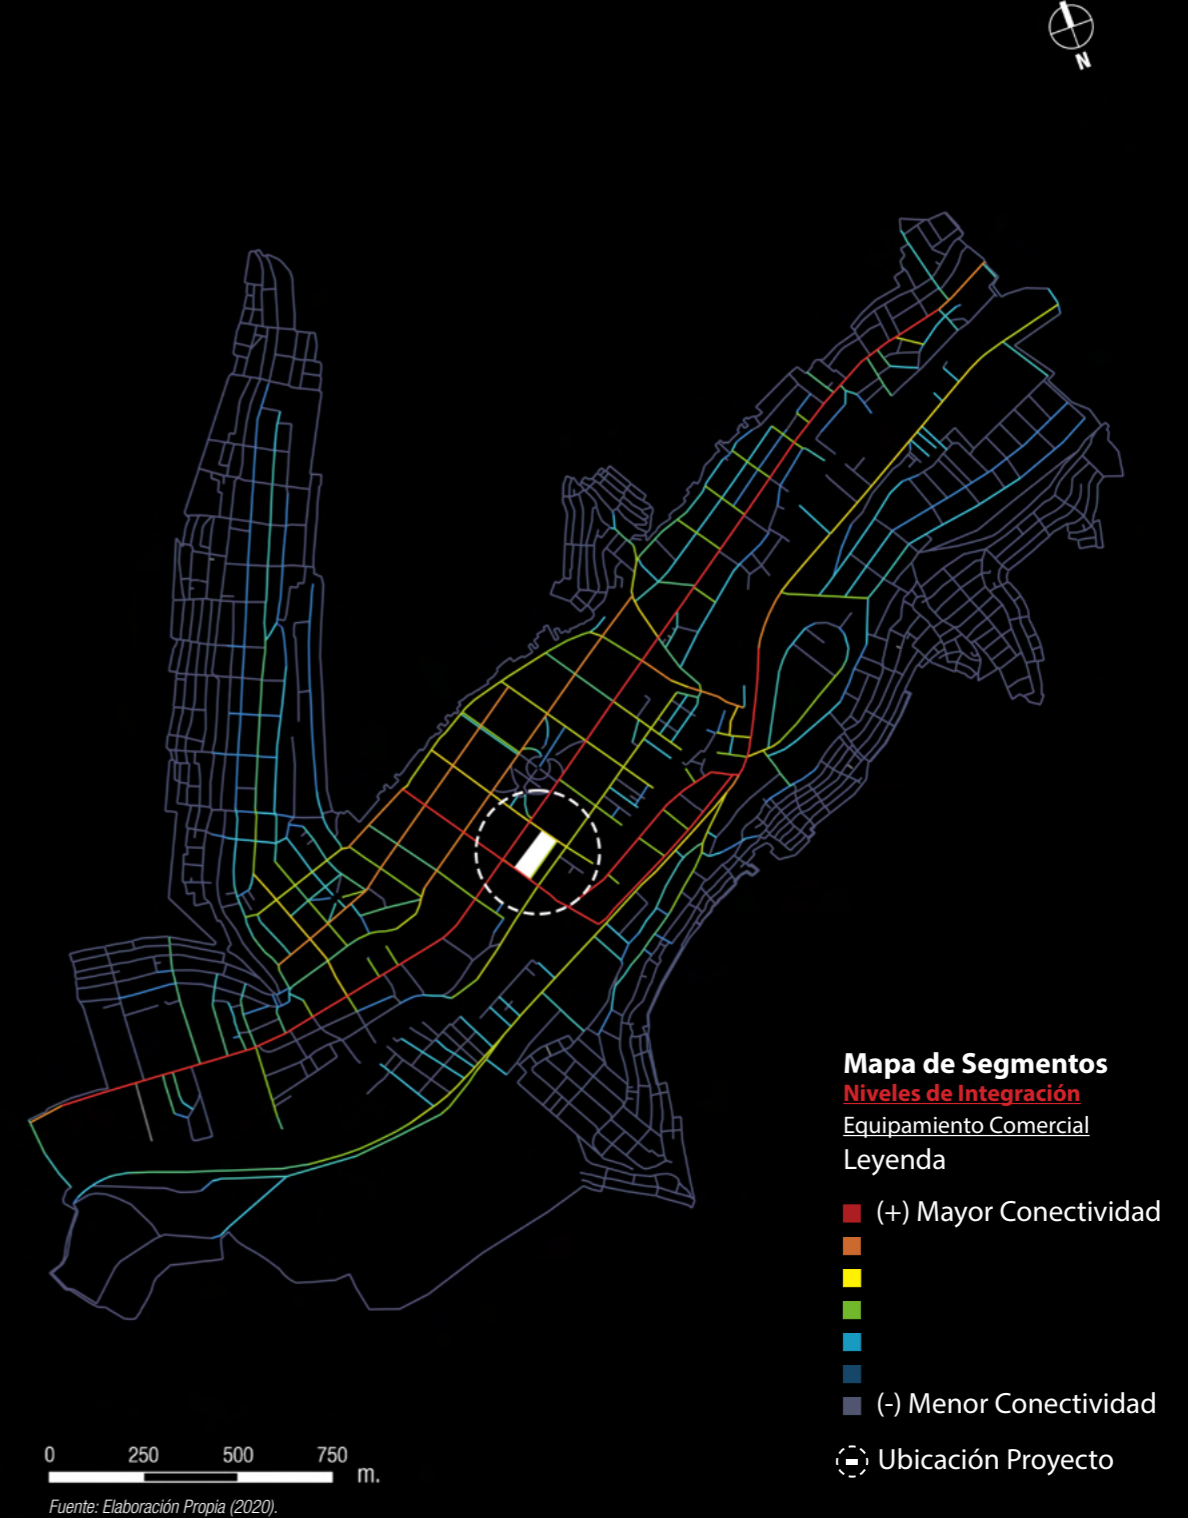 N
Mapa de Segmentos
Niveles de Integración
Equipamiento Comercial
Leyenda
(+) Mayor Conectividad
(-) Menor Conectividad
Ubicación Proyecto
0 250 500 750 m.
Fuente: Elaboración Propia (2020).